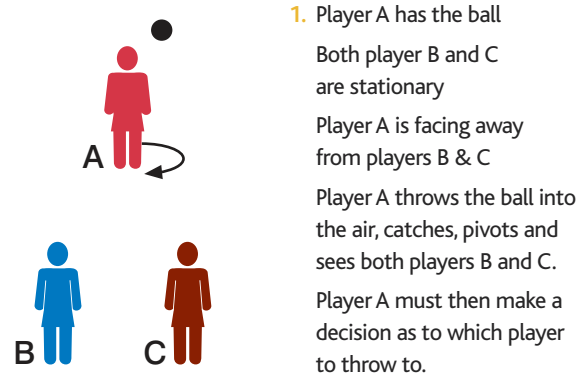 1. Player A has the ball
Both player B and C
are stationary
Player A is facing away
from players B & C
Player A throws the ball into
the air, catches, pivots and
sees both players B and C.
Player A must then make a
decision as to which player
to throw to.
A
B
C